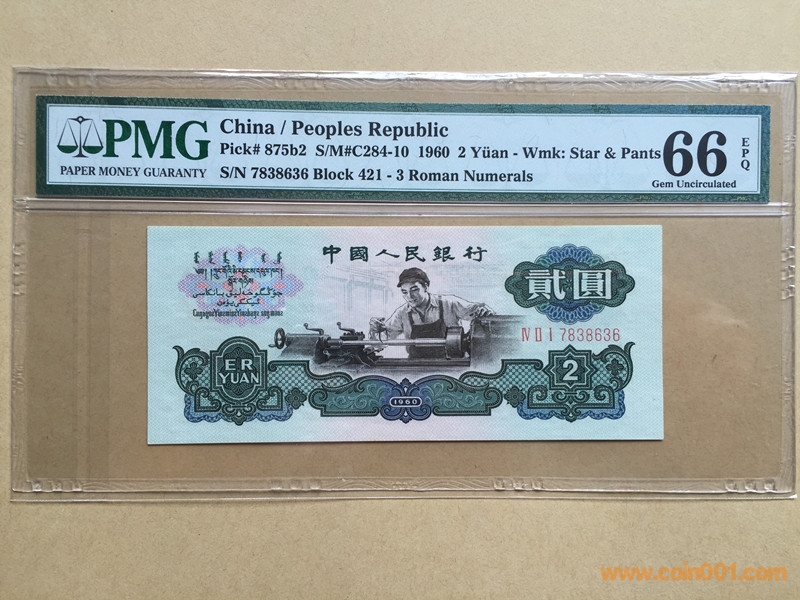 PMG
PAPER MONEY GUARANTY
China / Peoples Republic
Pick# 875b2 S/M#C284-10 1960 2 Yüan - Wmk: Star & Pants
S/N 7838636 Block 421 - 3 Roman Numerals
66
EPQ
Gem Uncirculated
中國人民銀行
貳圓
IV II I 7838636
ER
YUAN
1960
2
www.coin001.com